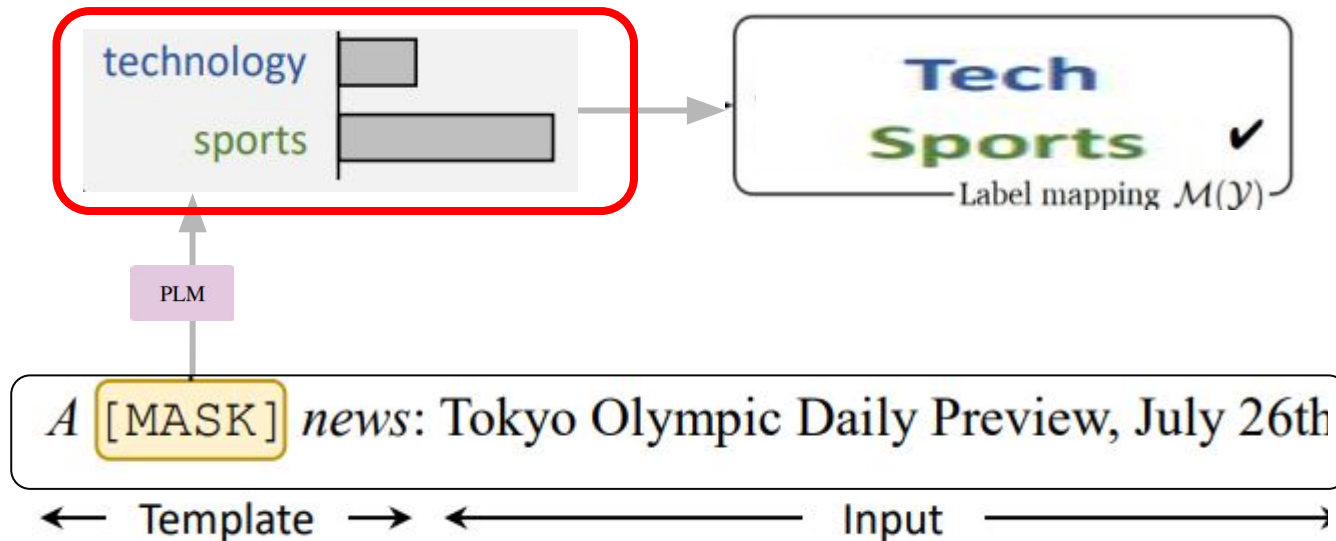 technology
sports
Tech
Sports ✔
Label mapping M(Y)
PLM
A [MASK] news: Tokyo Olympic Daily Preview, July 26th
Template
Input